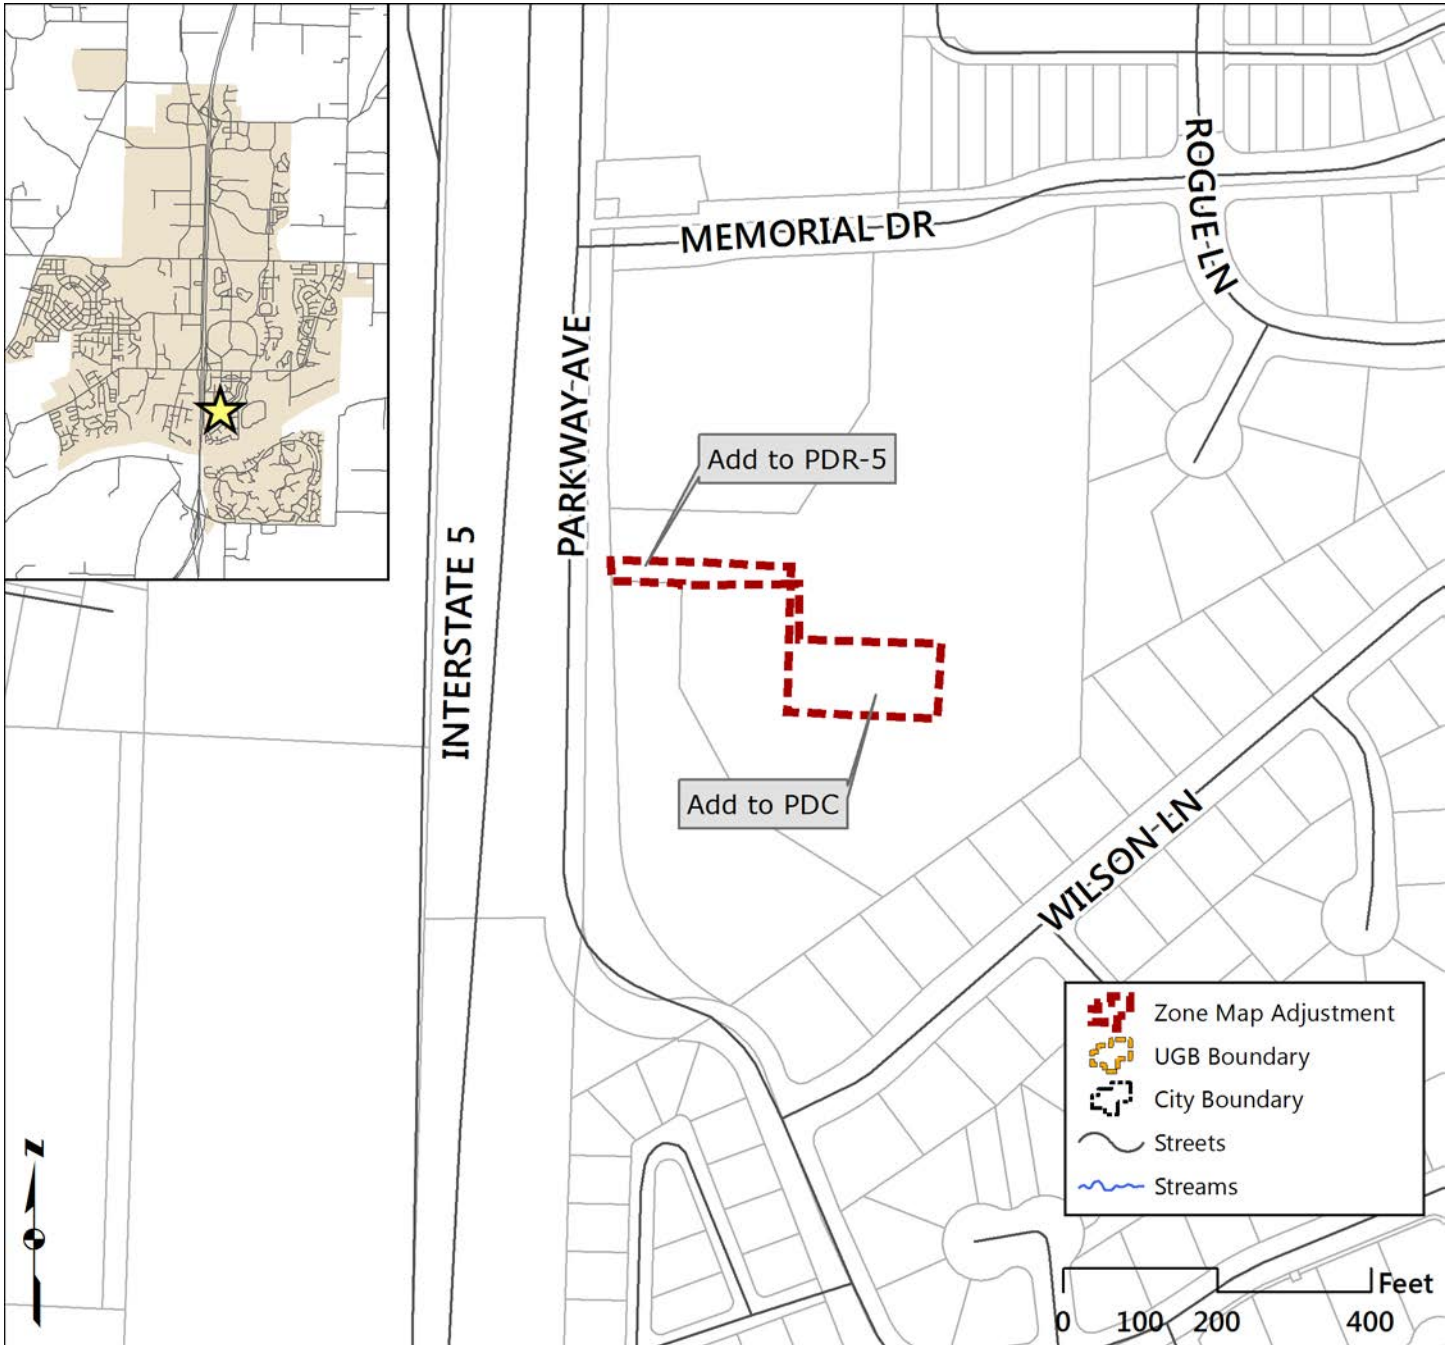 ROGUE LN
MEMORIAL DR
PARKWAY AVE
Add to PDR-5
INTERSTATE 5
Add to PDC
WILSON LN
Zone Map Adjustment
UGB Boundary
City Boundary
Streets
Streams
N
Feet
0 100 200 400